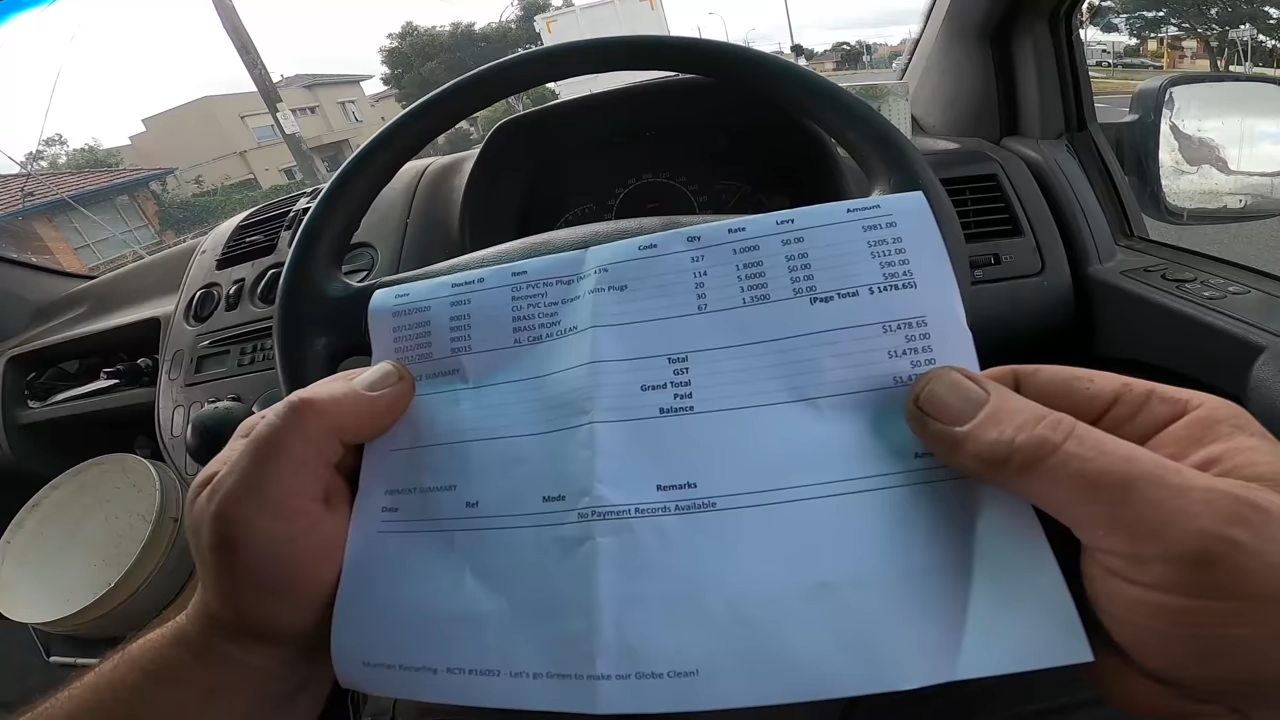 Date Docket ID Item Code Qty Rate Levy Amount
07/12/2020 90015 CU- PVC No Plugs (Min 43% 327 3.0000 $0.00 $981.00
Recovery)
07/12/2020 90015 CU- PVC Low Grade / With Plugs 114 1.8000 $0.00 $205.20
07/12/2020 90015 BRASS Clean 20 5.6000 $0.00 $112.00
07/12/2020 90015 BRASS IRONY 30 3.0000 $0.00 $90.00
07/12/2020 90015 AL- Cast Ali CLEAN 67 1.3500 $0.00 $90.45
(Page Total $ 1478.65)
SUMMARY
Total $1,478.65
GST $0.00
Grand Total $1,478.65
Paid $0.00
Balance
PAYMENT SUMMARY
Date Ref Mode Remarks
No Payment Records Available
Recycling - RCTI #16052 - Let's go Green to make our Globe Clean!